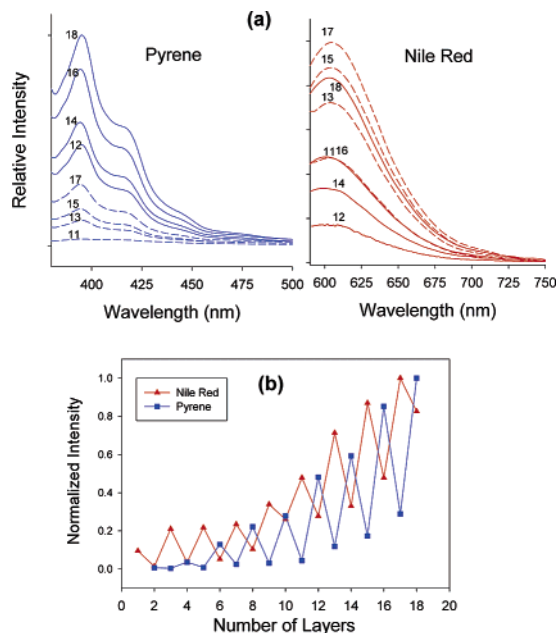 (a)
Pyrene
Nile Red
Relative Intensity
18
16
14
12
17
15
13
11
400 425 450 475 500
Wavelength (nm)
17
15
18
13
1116
14
12
600 625 650 675 700 725 750
Wavelength (nm)
(b)
Nile Red
Pyrene
Normalized Intensity
1.0
0.8
0.6
0.4
0.2
0.0
0 2 4 6 8 10 12 14 16 18 20
Number of Layers